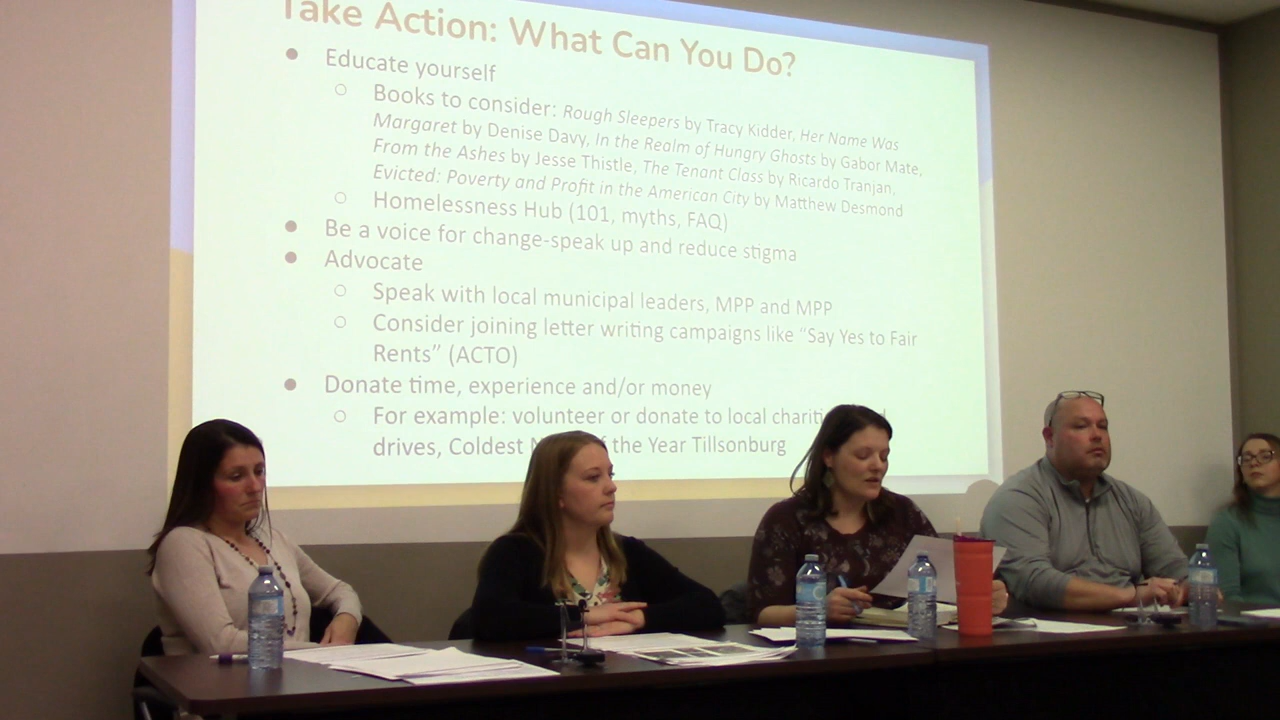 Take Action: What Can You Do?
● Educate yourself
○ Books to consider: Rough Sleepers by Tracy Kidder, Her Name Was
Margaret by Denise Davy, In the Realm of Hungry Ghosts by Gabor Mate,
From the Ashes by Jesse Thistle, The Tenant Class by Ricardo Tranjan,
Evicted: Poverty and Profit in the American City by Matthew Desmond
○ Homelessness Hub (101, myths, FAQ)
● Be a voice for change-speak up and reduce stigma
● Advocate
○ Speak with local municipal leaders, MPP and MPP
○ Consider joining letter writing campaigns like “Say Yes to Fair
Rents” (ACTO)
● Donate time, experience and/or money
○ For example: volunteer or donate to local
drives, Coldest of the Year Tillsonburg